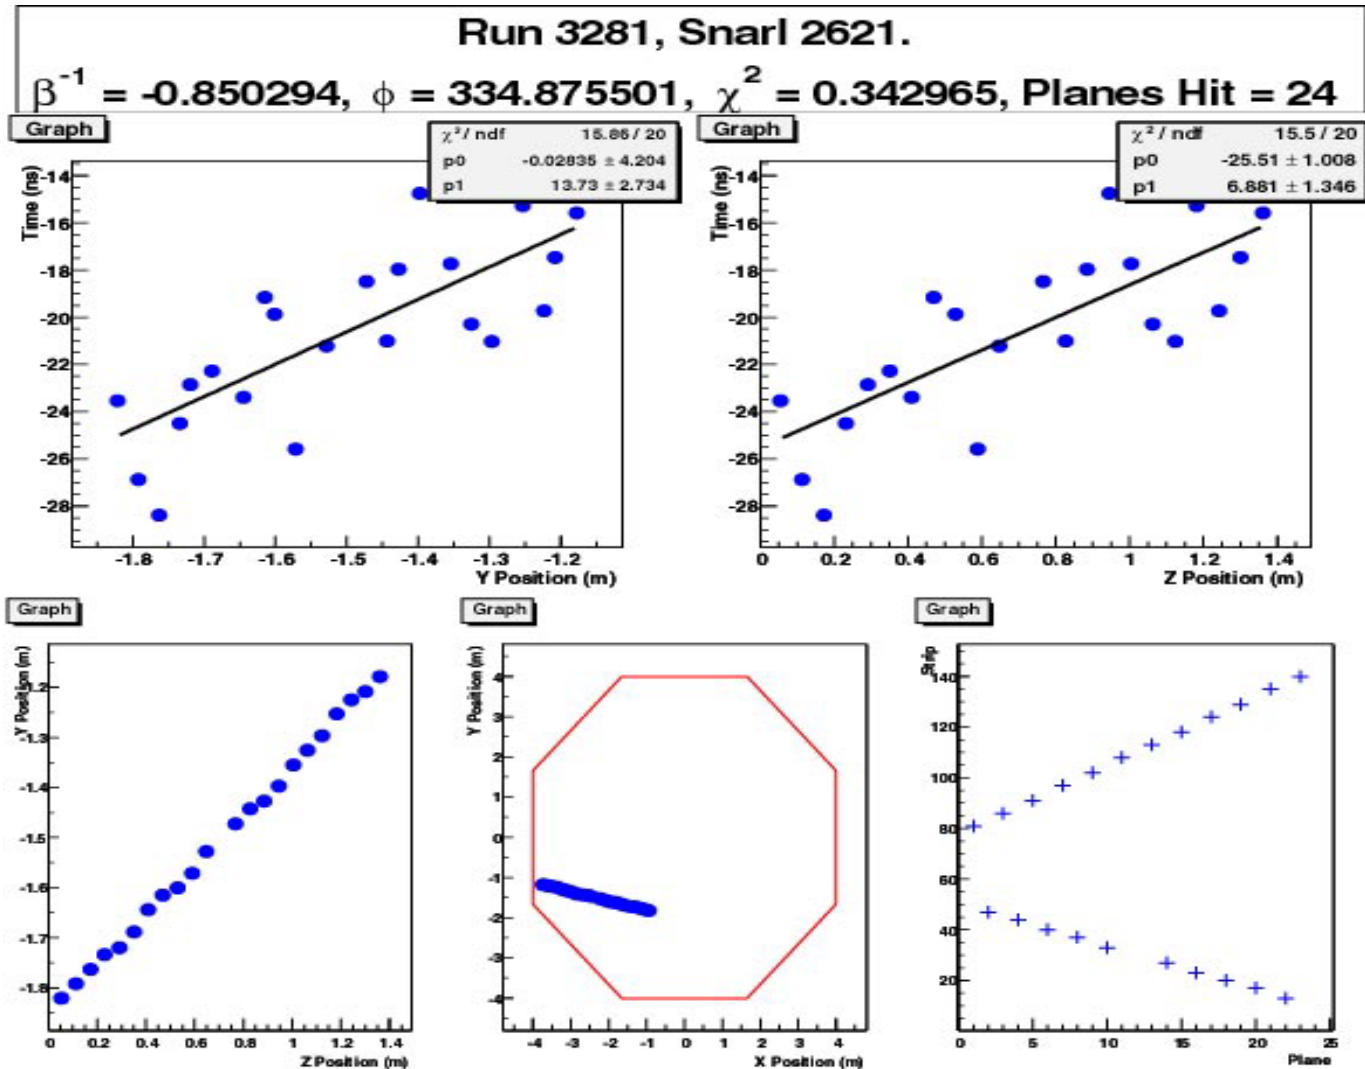 Run 3281, Snarl 2621.
β⁻¹ = -0.850294, φ = 334.875501, χ² = 0.342965, Planes Hit = 24
Graph
χ² / ndf 15.86 / 20
p0 -0.02835 ± 4.204
p1 13.73 ± 2.734
Time (ns)
-14
-16
-18
-20
-22
-24
-26
-28
-1.8 -1.7 -1.6 -1.5 -1.4 -1.3 -1.2
Y Position (m)
Graph
χ² / ndf 15.5 / 20
p0 -25.51 ± 1.008
p1 6.881 ± 1.346
Time (ns)
-14
-16
-18
-20
-22
-24
-26
-28
0 0.2 0.4 0.6 0.8 1 1.2 1.4
Z Position (m)
Graph
Y Position (m)
-1.2
-1.3
-1.4
-1.5
-1.6
-1.7
-1.8
0 0.2 0.4 0.6 0.8 1 1.2 1.4
Z Position (m)
Graph
Y Position (m)
4
3
2
1
0
-1
-2
-3
-4
-4 -3 -2 -1 0 1 2 3 4
X Position (m)
Graph
Strip
140
120
100
80
60
40
20
0 5 10 15 20 25
Plane